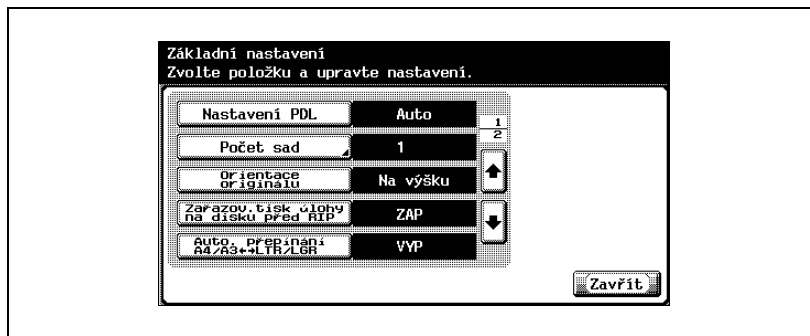 Základní nastavení
Zvolte položku a upravte nastavení.
Nastavení PDL
Auto
Počet sad
1
Orientace
originálu
Na výšku
Zařazov.tisk úlohy
na disku před RIP
ZAP
Auto. přepínání
A4/A3↔LTR/LGR
VYP
1
2
Zavřít